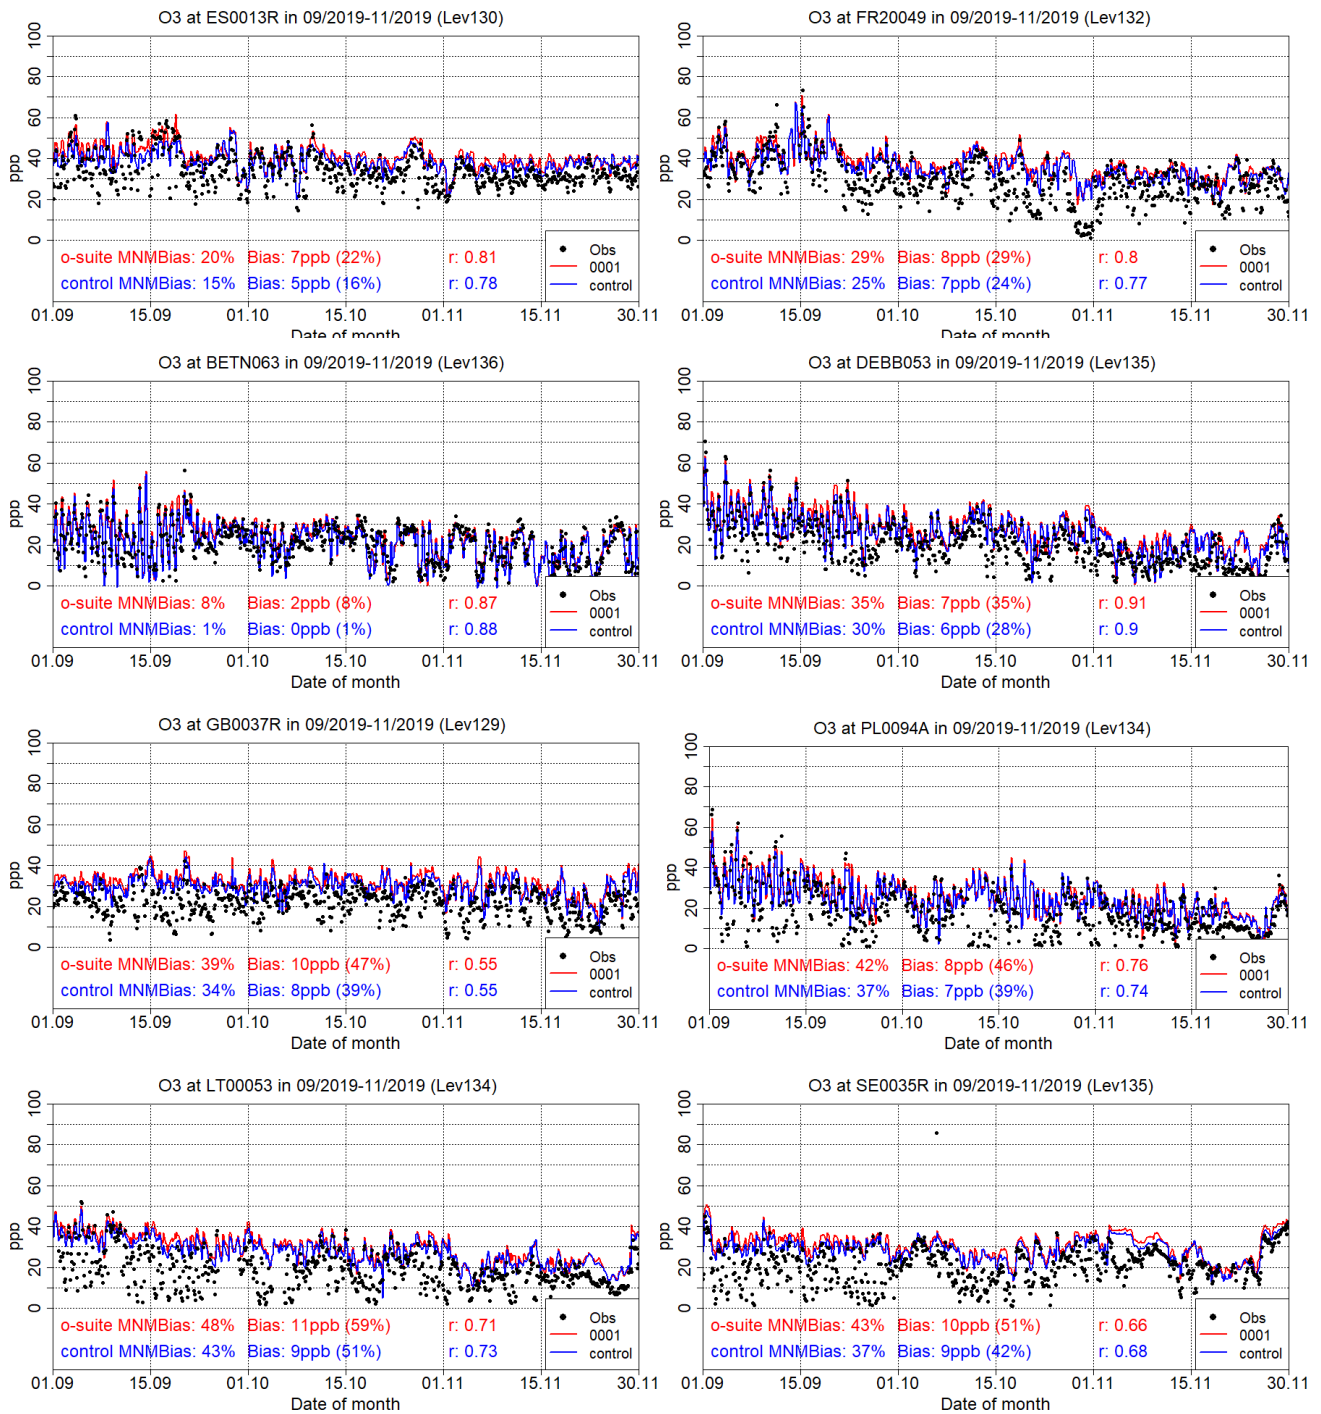 O3 at ES0013R in 09/2019-11/2019 (Lev130)
100
80
60
40
20
0
ppb
o-suite MNMBias: 20% Bias: 7ppb (22%) r: 0.81
control MNMBias: 15% Bias: 5ppb (16%) r: 0.78
Obs
0001
control
01.09 15.09 01.10 15.10 01.11 15.11 30.11
Date of month
O3 at FR20049 in 09/2019-11/2019 (Lev132)
100
80
60
40
20
0
ppb
o-suite MNMBias: 29% Bias: 8ppb (29%) r: 0.8
control MNMBias: 25% Bias: 7ppb (24%) r: 0.77
Obs
0001
control
01.09 15.09 01.10 15.10 01.11 15.11 30.11
Date of month
O3 at BETN063 in 09/2019-11/2019 (Lev136)
100
80
60
40
20
0
ppb
o-suite MNMBias: 8% Bias: 2ppb (8%) r: 0.87
control MNMBias: 1% Bias: 0ppb (1%) r: 0.88
Obs
0001
control
01.09 15.09 01.10 15.10 01.11 15.11 30.11
Date of month
O3 at DEBB053 in 09/2019-11/2019 (Lev135)
100
80
60
40
20
0
ppb
o-suite MNMBias: 35% Bias: 7ppb (35%) r: 0.91
control MNMBias: 30% Bias: 6ppb (28%) r: 0.9
Obs
0001
control
01.09 15.09 01.10 15.10 01.11 15.11 30.11
Date of month
O3 at GB0037R in 09/2019-11/2019 (Lev129)
100
80
60
40
20
0
ppb
o-suite MNMBias: 39% Bias: 10ppb (47%) r: 0.55
control MNMBias: 34% Bias: 8ppb (39%) r: 0.55
Obs
0001
control
01.09 15.09 01.10 15.10 01.11 15.11 30.11
Date of month
O3 at PL0094A in 09/2019-11/2019 (Lev134)
100
80
60
40
20
0
ppb
o-suite MNMBias: 42% Bias: 8ppb (46%) r: 0.76
control MNMBias: 37% Bias: 7ppb (39%) r: 0.74
Obs
0001
control
01.09 15.09 01.10 15.10 01.11 15.11 30.11
Date of month
O3 at LT00053 in 09/2019-11/2019 (Lev134)
100
80
60
40
20
0
ppb
o-suite MNMBias: 48% Bias: 11ppb (59%) r: 0.71
control MNMBias: 43% Bias: 9ppb (51%) r: 0.73
Obs
0001
control
01.09 15.09 01.10 15.10 01.11 15.11 30.11
Date of month
O3 at SE0035R in 09/2019-11/2019 (Lev135)
100
80
60
40
20
0
ppb
o-suite MNMBias: 43% Bias: 10ppb (51%) r: 0.66
control MNMBias: 37% Bias: 9ppb (42%) r: 0.68
Obs
0001
control
01.09 15.09 01.10 15.10 01.11 15.11 30.11
Date of month